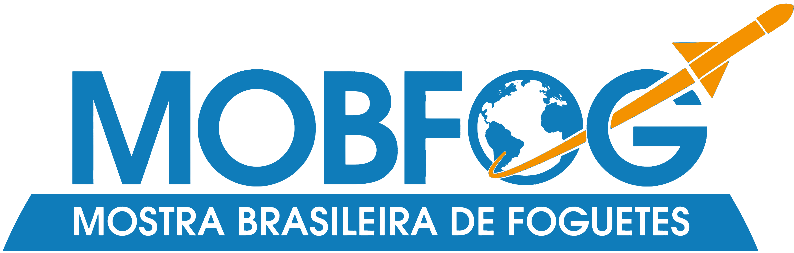 MOBFOG
MOSTRA BRASILEIRA DE FOGUETES